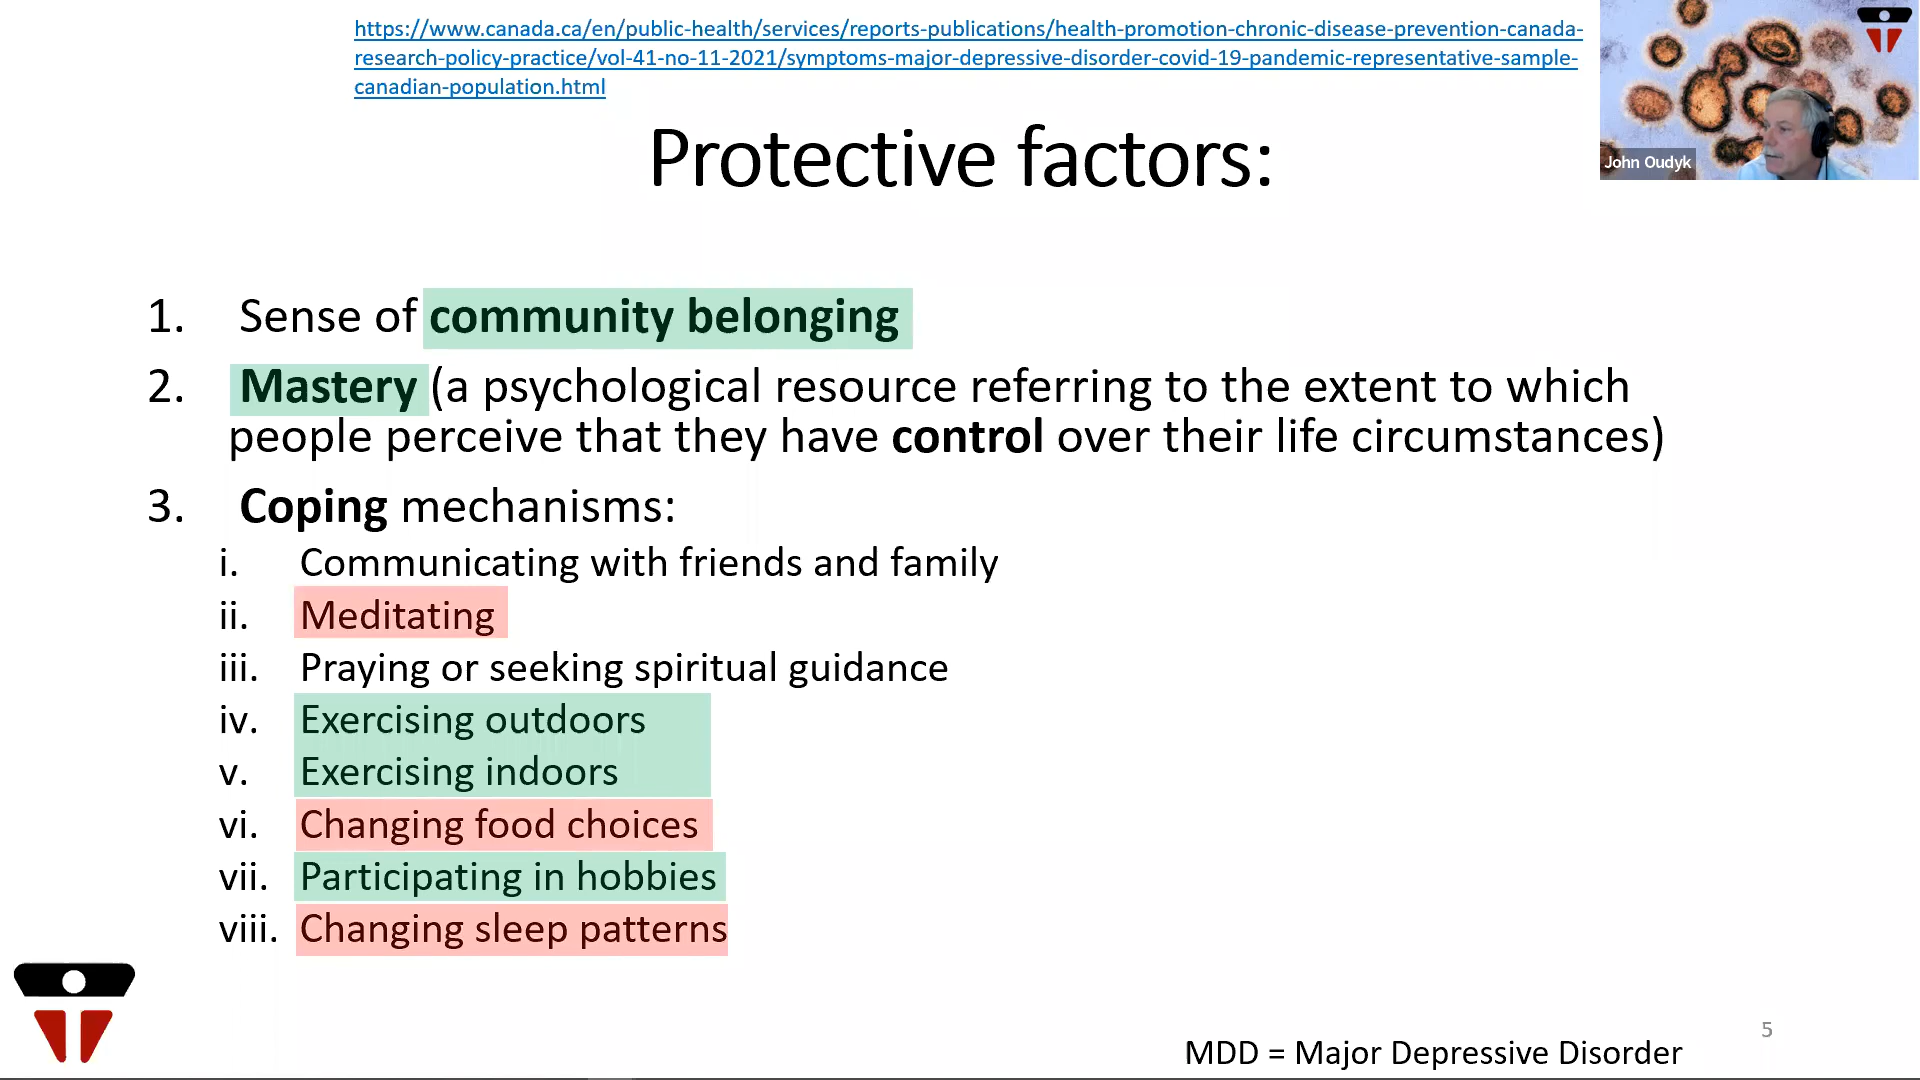 https://www.canada.ca/en/public-health/services/reports-publications/health-promotion-chronic-disease-prevention-canada-
research-policy-practice/vol-41-no-11-2021/symptoms-major-depressive-disorder-covid-19-pandemic-representative-sample-
canadian-population.html
John Oudyk
Protective factors:
1. Sense of community belonging
2. Mastery (a psychological resource referring to the extent to which
people perceive that they have control over their life circumstances)
3. Coping mechanisms:
i. Communicating with friends and family
ii. Meditating
iii. Praying or seeking spiritual guidance
iv. Exercising outdoors
v. Exercising indoors
vi. Changing food choices
vii. Participating in hobbies
viii. Changing sleep patterns
5
MDD = Major Depressive Disorder